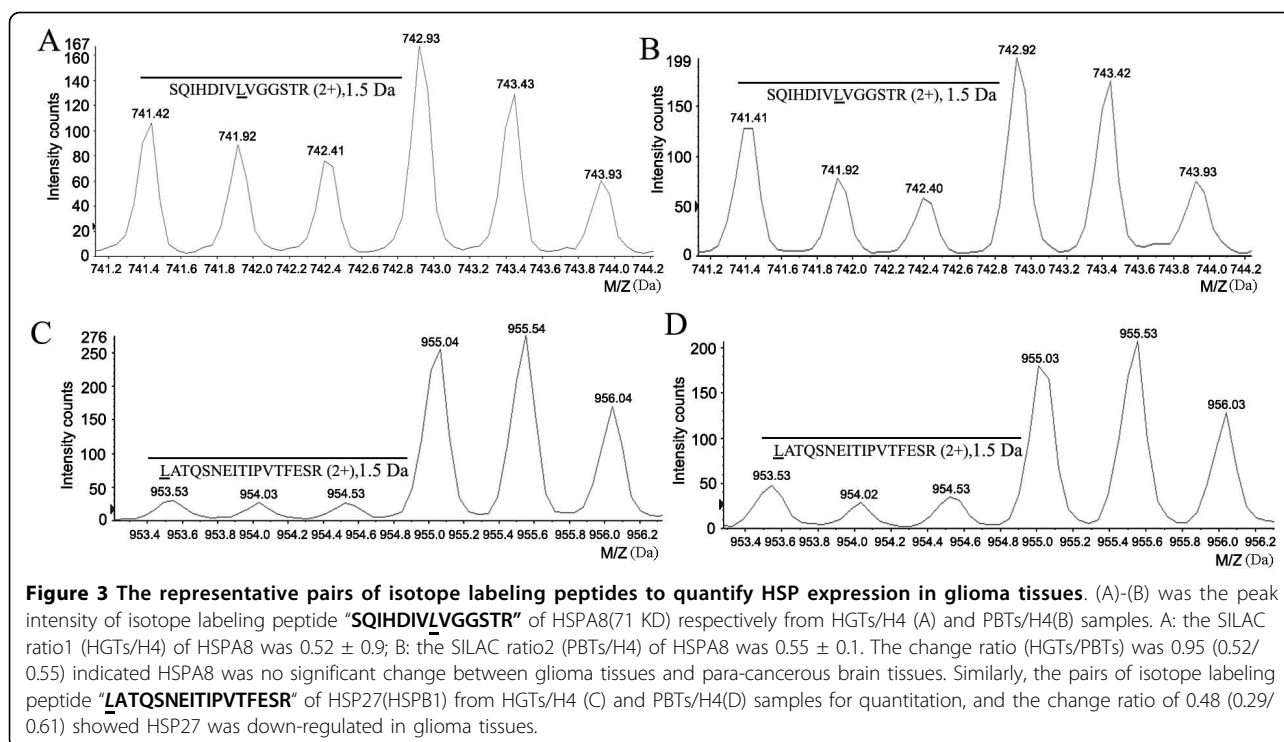 A
167
160
140
120
100
80
60
40
20
0
Intensity counts
SQIHDIVLVGGSTR (2+),1.5 Da
741.42
741.92
742.41
742.93
743.43
743.93
741.2 741.4 741.6 741.8 742.0 742.2 742.4 742.6 742.8 743.0 743.2 743.4 743.6 743.8 744.0 744.2
M/Z (Da)
B
199
150
100
50
0
Intensity counts
SQIHDIVLVGGSTR (2+), 1.5 Da
741.41
741.92
742.40
742.92
743.42
743.93
741.2 741.4 741.6 741.8 742.0 742.2 742.4 742.6 742.8 743.0 743.2 743.4 743.6 743.8 744.0 744.2
M/Z (Da)
C
276
250
200
150
100
50
0
Intensity counts
LATQSNEITIPVTFESR (2+),1.5 Da
953.53
954.03
954.53
955.04
955.54
956.04
953.4 953.6 953.8 954.0 954.2 954.4 954.6 954.8 955.0 955.2 955.4 955.6 955.8 956.0 956.2
M/Z (Da)
D
200
150
100
50
0
Intensity counts
LATQSNEITIPVTFESR (2+),1.5 Da
953.53
954.02
954.53
955.03
955.53
956.03
953.4 953.6 953.8 954.0 954.2 954.4 954.6 954.8 955.0 955.2 955.4 955.6 955.8 956.0 956.2
M/Z (Da)
Figure 3 The representative pairs of isotope labeling peptides to quantify HSP expression in glioma tissues. (A)-(B) was the peak
intensity of isotope labeling peptide "SQIHDIVLVGGSTR" of HSPA8(71 KD) respectively from HGTs/H4 (A) and PBTs/H4(B) samples. A: the SILAC
ratio1 (HGTs/H4) of HSPA8 was 0.52 ± 0.9; B: the SILAC ratio2 (PBTs/H4) of HSPA8 was 0.55 ± 0.1. The change ratio (HGTs/PBTs) was 0.95 (0.52/
0.55) indicated HSPA8 was no significant change between glioma tissues and para-cancerous brain tissues. Similarly, the pairs of isotope labeling
peptide "LATQSNEITIPVTFESR" of HSP27(HSPB1) from HGTs/H4 (C) and PBTs/H4(D) samples for quantitation, and the change ratio of 0.48 (0.29/
0.61) showed HSP27 was down-regulated in glioma tissues.